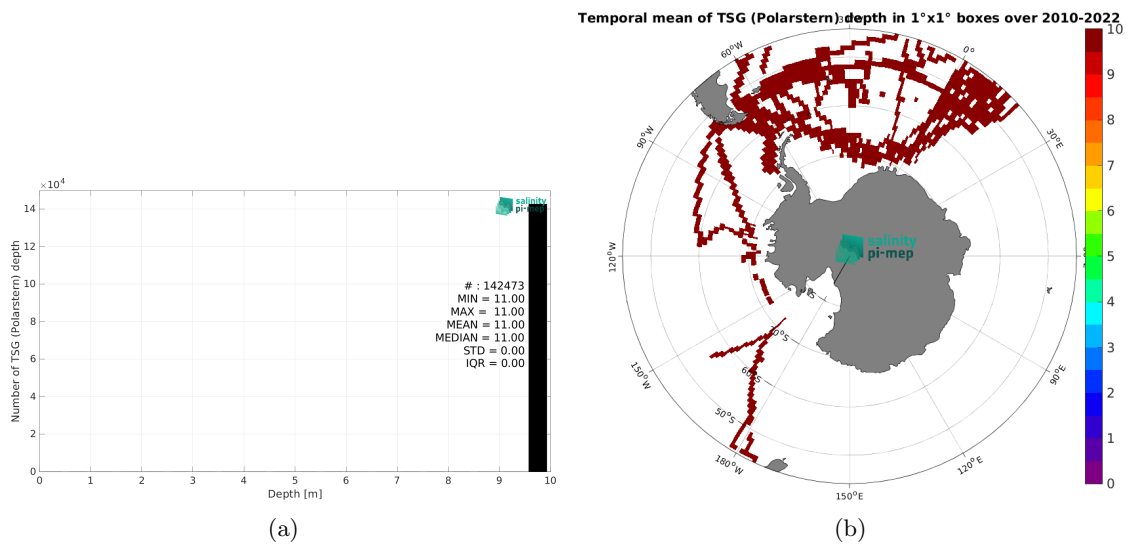 Temporal mean of TSG (Polarstern) depth in 1°x1° boxes over 2010-2022
×10⁴
14
12
10
8
6
4
2
0
Number of TSG (Polarstern) depth
salinity
pi-mep
# : 142473
MIN = 11.00
MAX = 11.00
MEAN = 11.00
MEDIAN = 11.00
STD = 0.00
IQR = 0.00
0 1 2 3 4 5 6 7 8 9 10
Depth [m]
(a)
60°W
0°
90°W
30°E
120°W
150°W
90°E
180°W
120°E
150°E
70°S
60°S
50°S
salinity
pi-mep
10
9
8
7
6
5
4
3
2
1
0
(b)